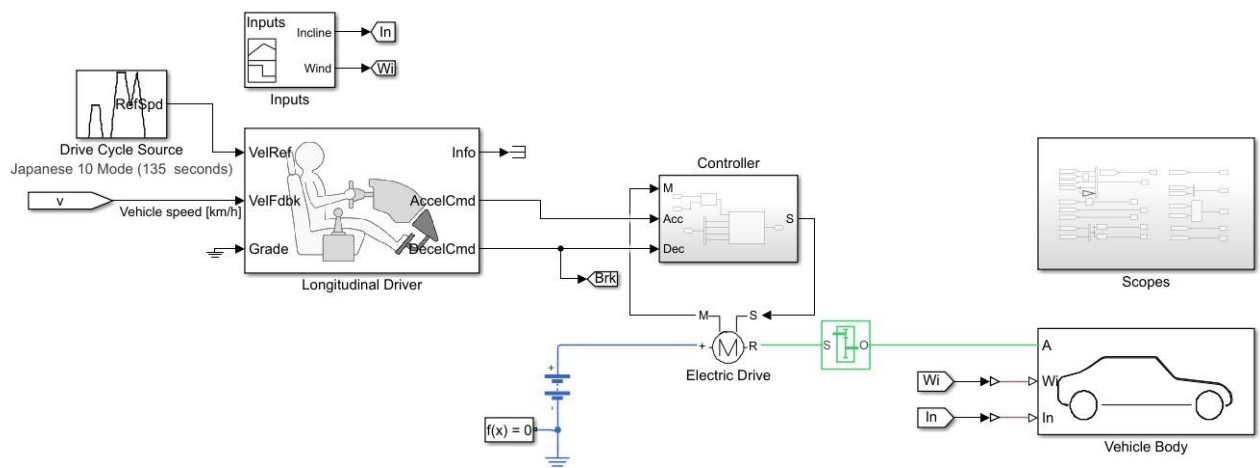 Inputs
Incline
Wind
In
Wi
Inputs
RefSpd
Drive Cycle Source
Japanese 10 Mode (135 seconds)
v
Vehicle speed [km/h]
VelRef
VelFdbk
Grade
Info
AccelCmd
DecelCmd
Longitudinal Driver
Brk
Controller
M
Acc
Dec
S
Scopes
M
S
+
M
R
Electric Drive
S
O
+
-
f(x) = 0
Wi
In
A
Wi
In
Vehicle Body